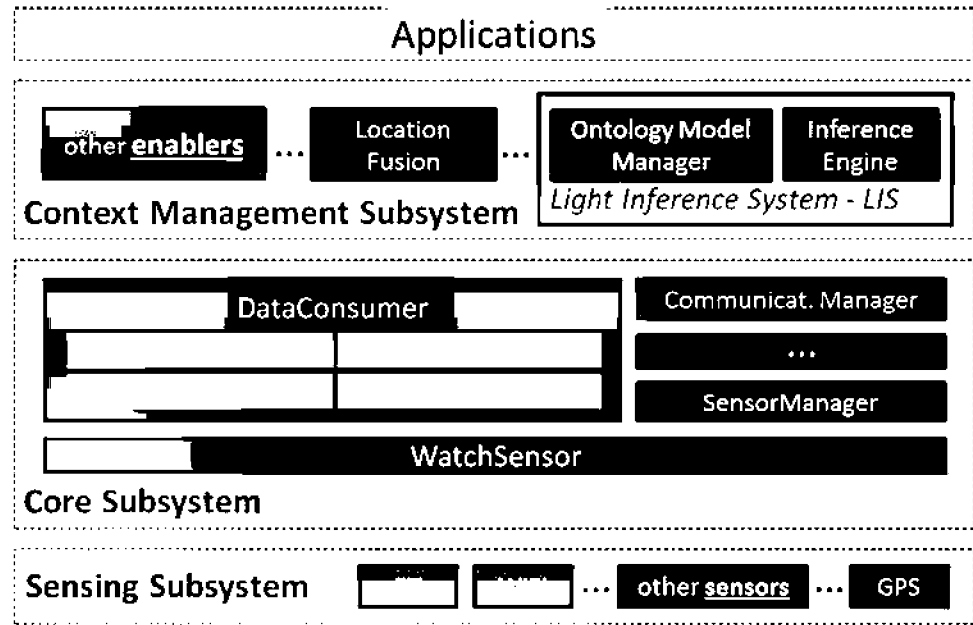 Applications
other enablers
...
Location
Fusion
...
Ontology Model
Manager
Inference
Engine
Light Inference System - LIS
Context Management Subsystem
DataConsumer
Communicat. Manager
...
SensorManager
WatchSensor
Core Subsystem
Sensing Subsystem
...
other sensors
...
GPS